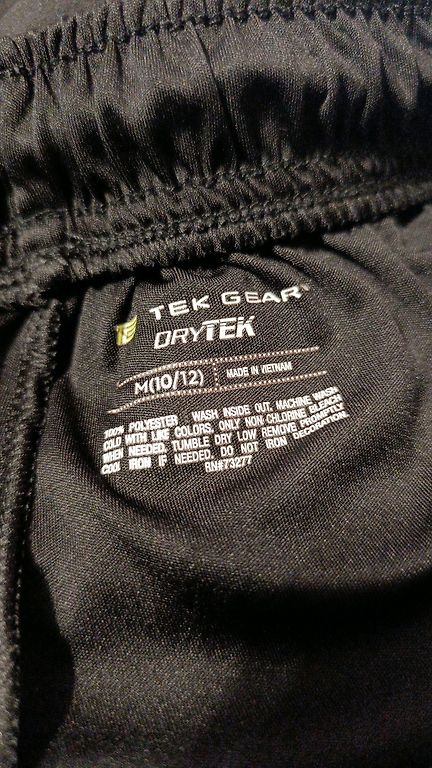 TEK GEAR
DRYTEK
M(10/12) MADE IN VIETNAM
100% POLYESTER WASH INSIDE OUT, MACHINE WASH
COLD WITH LIKE COLORS, ONLY NON CHLORINE BLEACH
WHEN NEEDED, TUMBLE DRY LOW REMOVE PROMPTLY
COOL IRON IF NEEDED, DO NOT IRON DECORATION
RN#73277